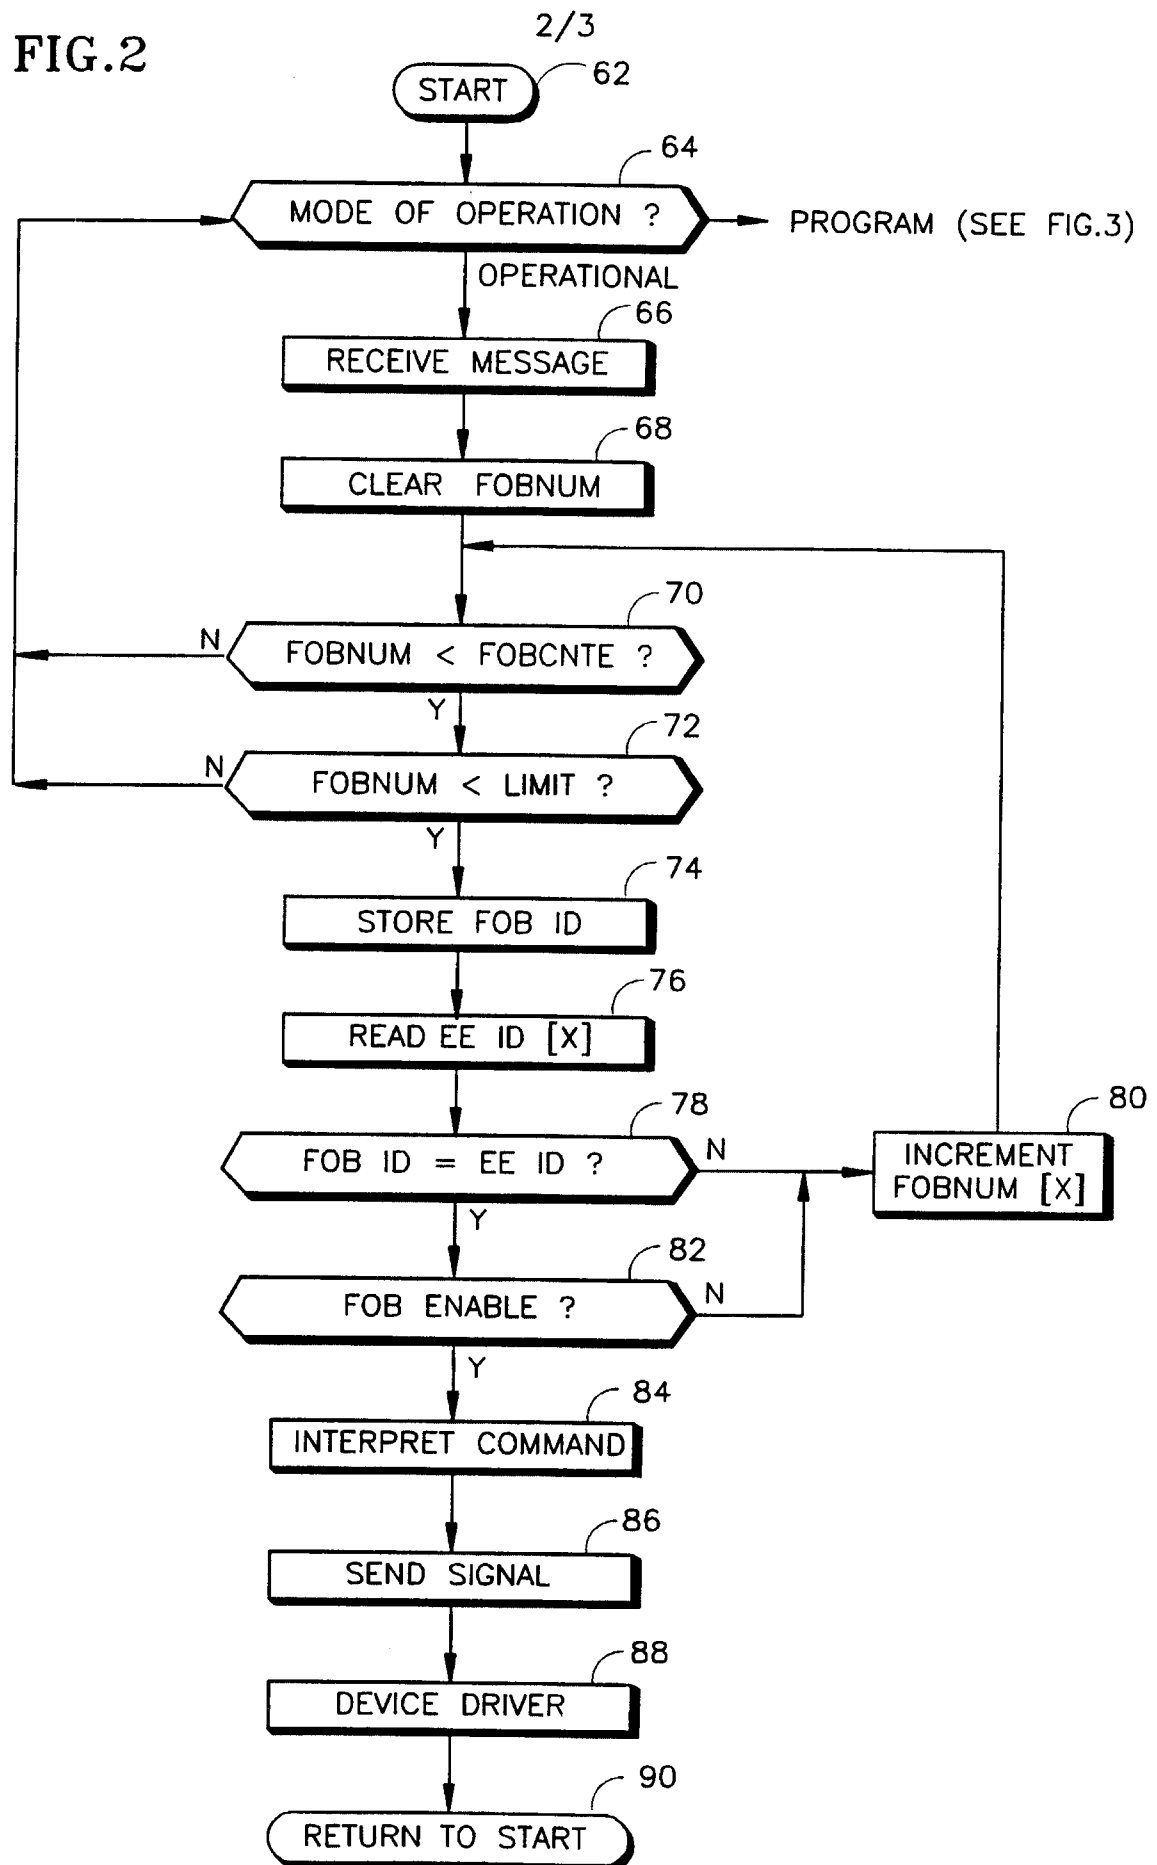 2/3
FIG.2
START
62
64
MODE OF OPERATION ?
PROGRAM (SEE FIG.3)
OPERATIONAL
66
RECEIVE MESSAGE
68
CLEAR FOBNUM
70
N
FOBNUM < FOBCNTE ?
Y
72
N
FOBNUM < LIMIT ?
Y
74
STORE FOB ID
76
READ EE ID [X]
78
FOB ID = EE ID ?
N
80
INCREMENT
FOBNUM [X]
Y
82
FOB ENABLE ?
N
Y
84
INTERPRET COMMAND
86
SEND SIGNAL
88
DEVICE DRIVER
90
RETURN TO START